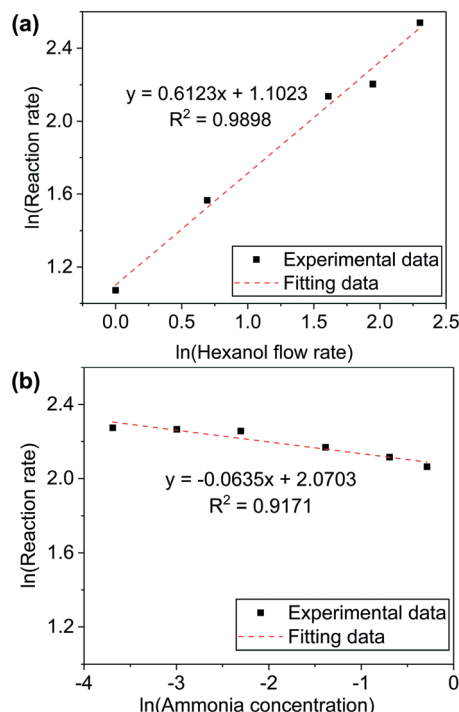 (a)
2.4
2.0
1.6
1.2
ln(Reaction rate)
y = 0.6123x + 1.1023
R² = 0.9898
Experimental data
Fitting data
0.0 0.5 1.0 1.5 2.0 2.5
ln(Hexanol flow rate)
(b)
2.8
2.4
2.0
1.6
1.2
ln(Reaction rate)
y = -0.0635x + 2.0703
R² = 0.9171
Experimental data
Fitting data
-4 -3 -2 -1 0
ln(Ammonia concentration)